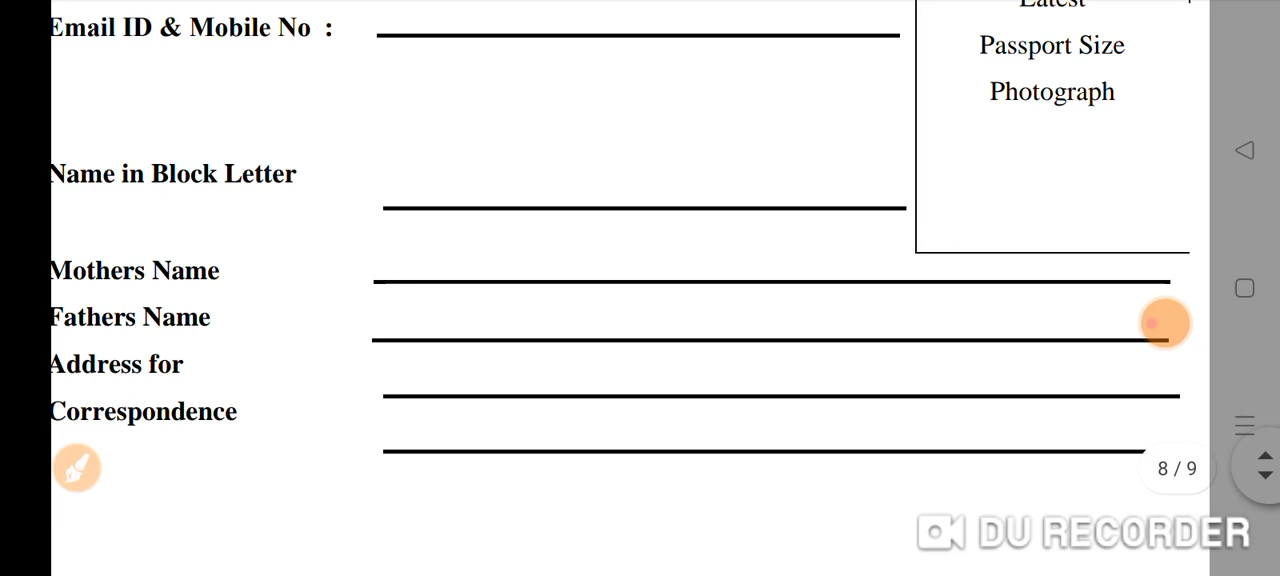 Latest
Email ID & Mobile No :
Passport Size
Photograph
Name in Block Letter
Mothers Name
Fathers Name
Address for
Correspondence
8 / 9
DU RECORDER